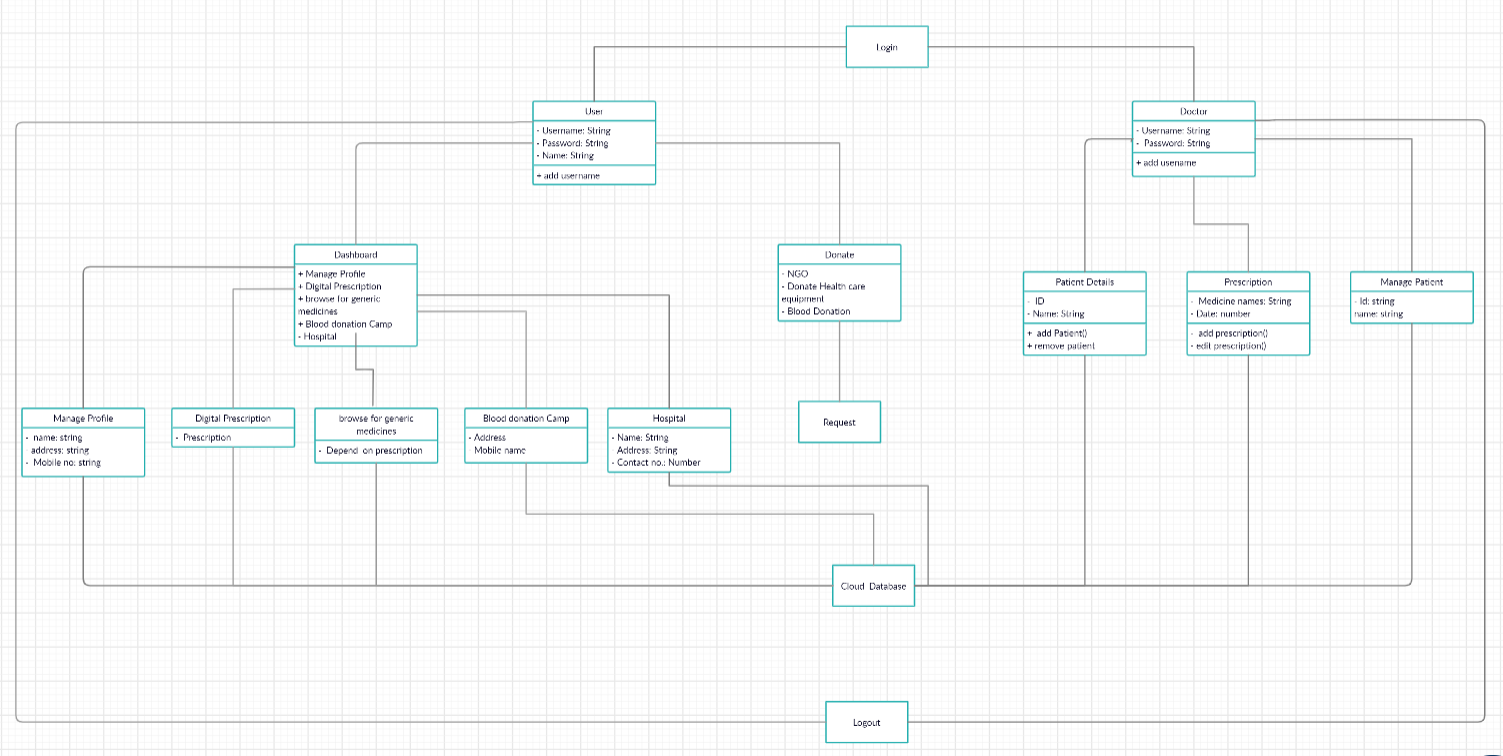 Login
User
- Username: String
- Password: String
- Name: String
+ add username
Doctor
- Username: String
- Password: String
+ add usename
Dashboard
+ Manage Profile
+ Digital Prescription
+ browse for generic
medicines
+ Blood donation Camp
- Hospital
Donate
- NGO
- Donate Health care
equipment
- Blood Donation
Patient Details
- ID
- Name: String
+ add Patient()
+ remove patient
Prescription
- Medicine names: String
- Date: number
- add prescription()
- edit prescription()
Manage Patient
- Id: string
name: string
Manage Profile
- name: string
address: string
- Mobile no: string
Digital Prescription
- Prescription
browse for generic
medicines
- Depend on prescription
Blood donation Camp
- Address
Mobile name
Hospital
- Name: String
Address: String
- Contact no.: Number
Request
Cloud Database
Logout